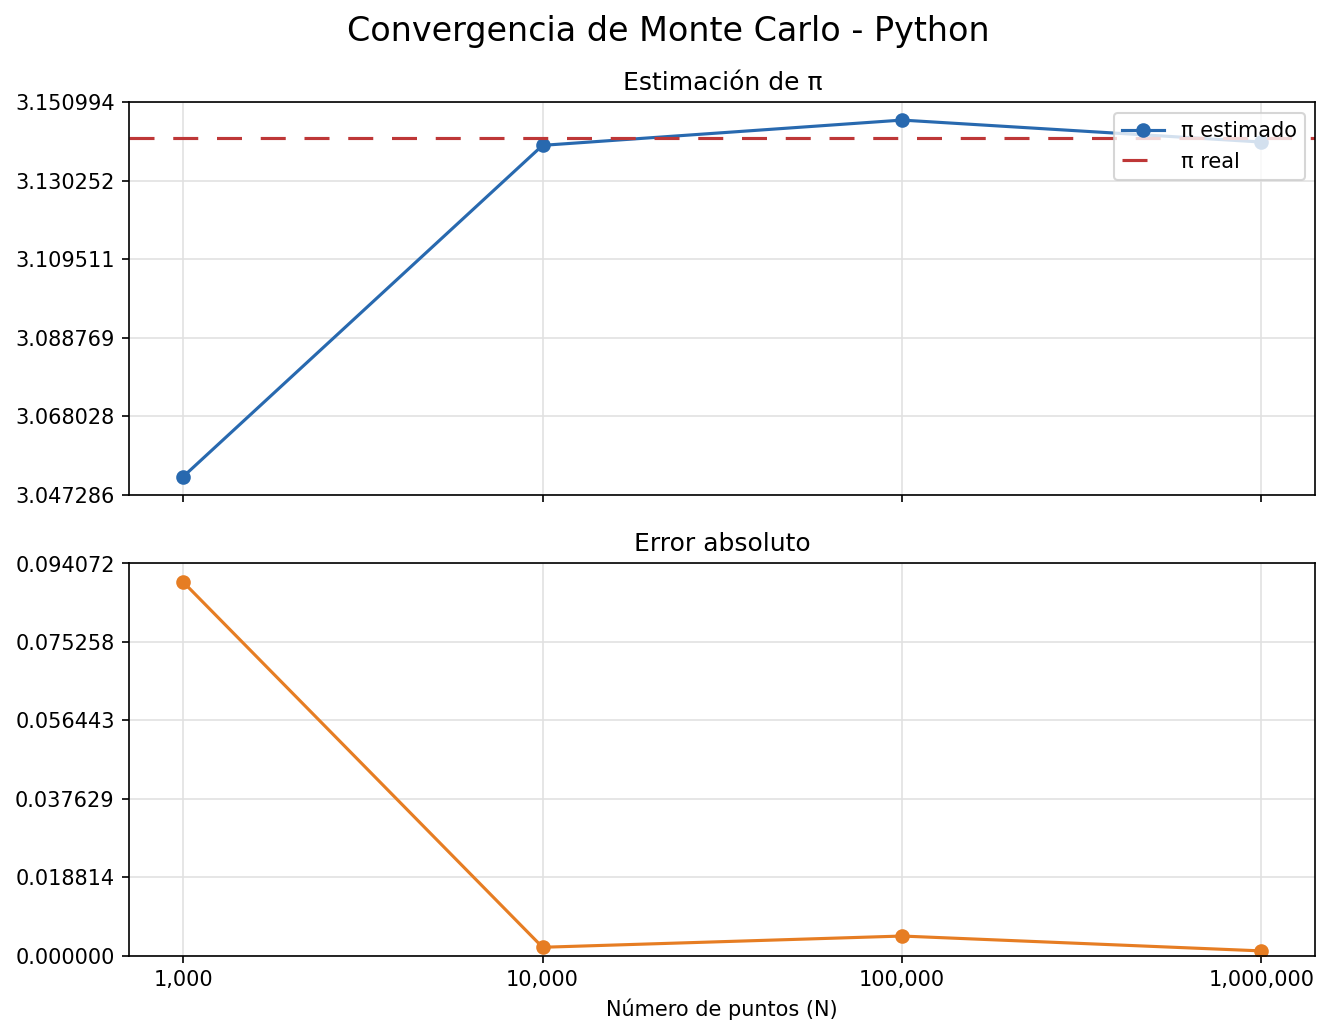 Convergencia de Monte Carlo - Python
Estimación de π
3.150994
3.130252
3.109511
3.088769
3.068028
3.047286
π estimado
π real
Error absoluto
0.094072
0.075258
0.056443
0.037629
0.018814
0.000000
1,000 10,000 100,000 1,000,000
Número de puntos (N)